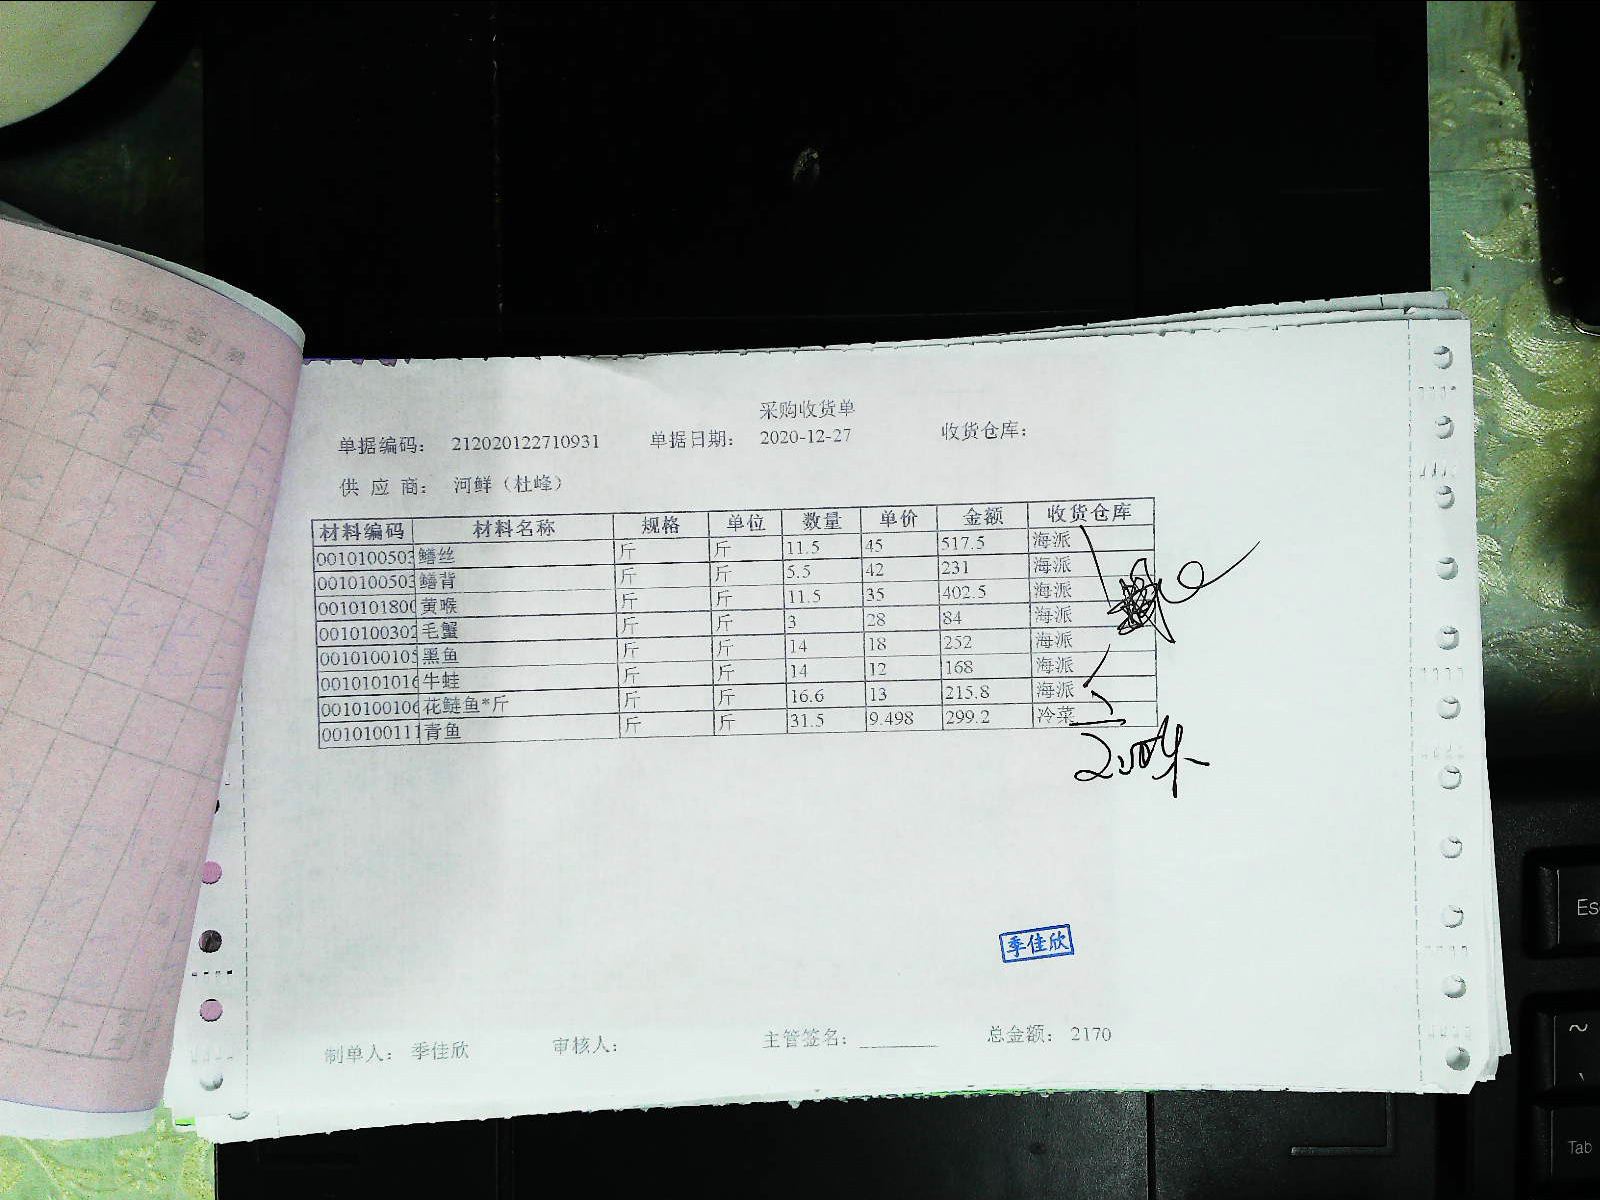 采购收货单
单据编码： 212020122710931 单据日期： 2020-12-27 收货仓库：
供 应 商： 河鲜（杜峰）
材料编码 材料名称 规格 单位 数量 单价 金额 收货仓库
0010100503 鳝丝 斤 斤 11.5 45 517.5 海派
0010100503 鳝背 斤 斤 5.5 42 231 海派
001010180 黄喉 斤 斤 11.5 35 402.5 海派
0010100302 毛蟹 斤 斤 3 28 84 海派
001010010 黑鱼 斤 斤 14 18 252 海派
001010101 牛蛙 斤 斤 14 12 168 海派
001010010 花鲢鱼*斤 斤 斤 16.6 13 215.8 海派
001010011 青鱼 斤 斤 31.5 9.498 299.2 冷菜
季佳欣
制单人： 季佳欣 审核人： 主管签名： 总金额： 2170
Es
~
Tab